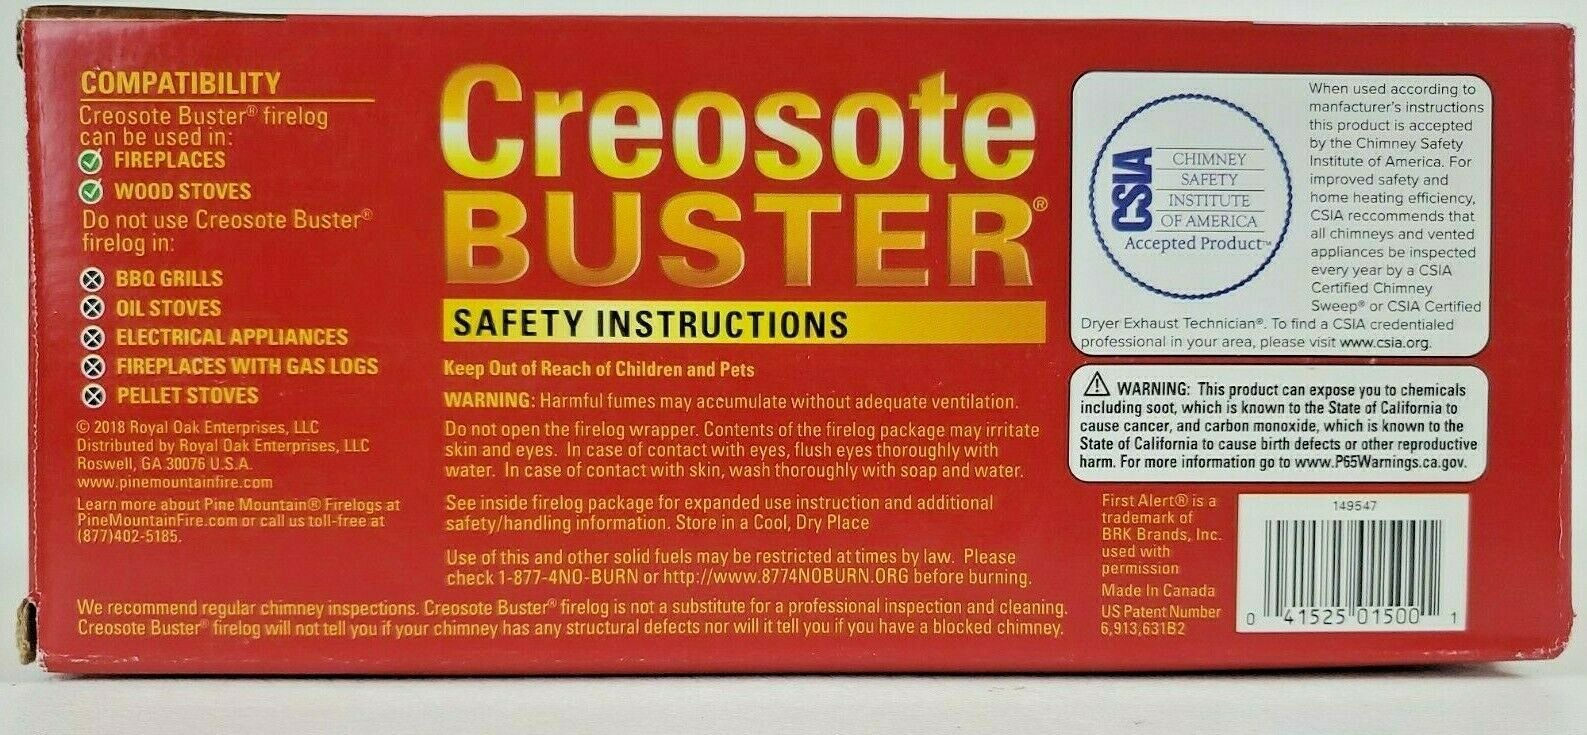 COMPATIBILITY
Creosote Buster® firelog
can be used in:
FIREPLACES
WOOD STOVES
Do not use Creosote Buster®
firelog in:
BBQ GRILLS
OIL STOVES
ELECTRICAL APPLIANCES
FIREPLACES WITH GAS LOGS
PELLET STOVES
© 2018 Royal Oak Enterprises, LLC
Distributed by Royal Oak Enterprises, LLC
Roswell, GA 30076 U.S.A.
www.pinemountainfire.com
Learn more about Pine Mountain® Firelogs at
PineMountainFire.com or call us toll-free at
(877)402-5185.
Creosote
BUSTER®
SAFETY INSTRUCTIONS
Keep Out of Reach of Children and Pets
WARNING: Harmful fumes may accumulate without adequate ventilation.
Do not open the firelog wrapper. Contents of the firelog package may irritate
skin and eyes. In case of contact with eyes, flush eyes thoroughly with
water. In case of contact with skin, wash thoroughly with soap and water.
See inside firelog package for expanded use instruction and additional
safety/handling information. Store in a Cool, Dry Place
Use of this and other solid fuels may be restricted at times by law. Please
check 1-877-4NO-BURN or http://www.8774NOBURN.ORG before burning.
We recommend regular chimney inspections. Creosote Buster® firelog is not a substitute for a professional inspection and cleaning.
Creosote Buster® firelog will not tell you if your chimney has any structural defects nor will it tell you if you have a blocked chimney.
CSIA
CHIMNEY
SAFETY
INSTITUTE
OF AMERICA
Accepted Product™
When used according to
manfacturer's instructions
this product is accepted
by the Chimney Safety
Institute of America. For
improved safety and
home heating efficiency,
CSIA reccommends that
all chimneys and vented
appliances be inspected
every year by a CSIA
Certified Chimney
Sweep® or CSIA Certified
Dryer Exhaust Technician®. To find a CSIA credentialed
professional in your area, please visit www.csia.org.
WARNING: This product can expose you to chemicals
including soot, which is known to the State of California to
cause cancer, and carbon monoxide, which is known to the
State of California to cause birth defects or other reproductive
harm. For more information go to www.P65Warnings.ca.gov.
First Alert® is a
trademark of
BRK Brands, Inc.
used with
permission
Made In Canada
US Patent Number
6,913,631B2
149547
0 41525 01500 1